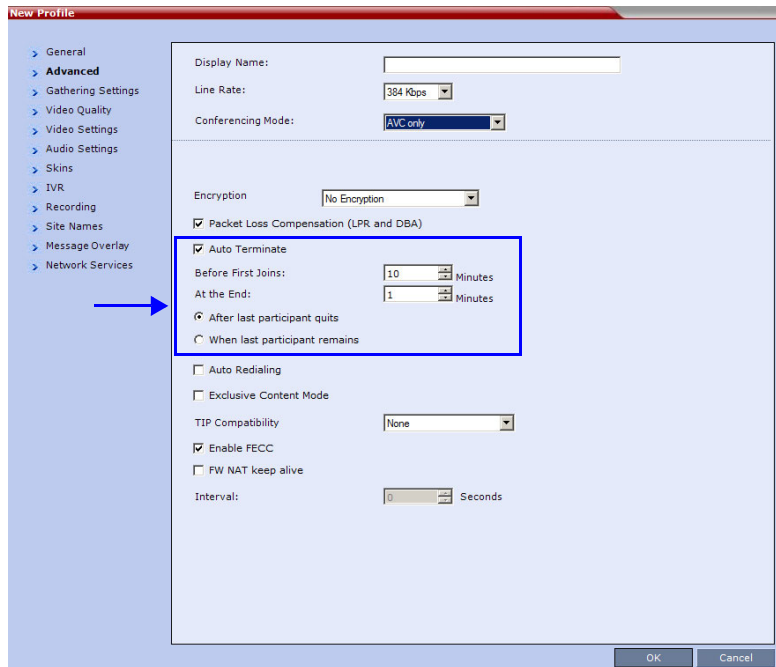 New Profile
General
Advanced
Gathering Settings
Video Quality
Video Settings
Audio Settings
Skins
IVR
Recording
Site Names
Message Overlay
Network Services
Display Name:
Line Rate: 384 Kbps
Conferencing Mode: AVC only
Encryption No Encryption
Packet Loss Compensation (LPR and DBA)
Auto Terminate
Before First Joins: 10 Minutes
At the End: 1 Minutes
After last participant quits
When last participant remains
Auto Redialing
Exclusive Content Mode
TIP Compatibility None
Enable FECC
FW NAT keep alive
Interval: 0 Seconds
OK Cancel